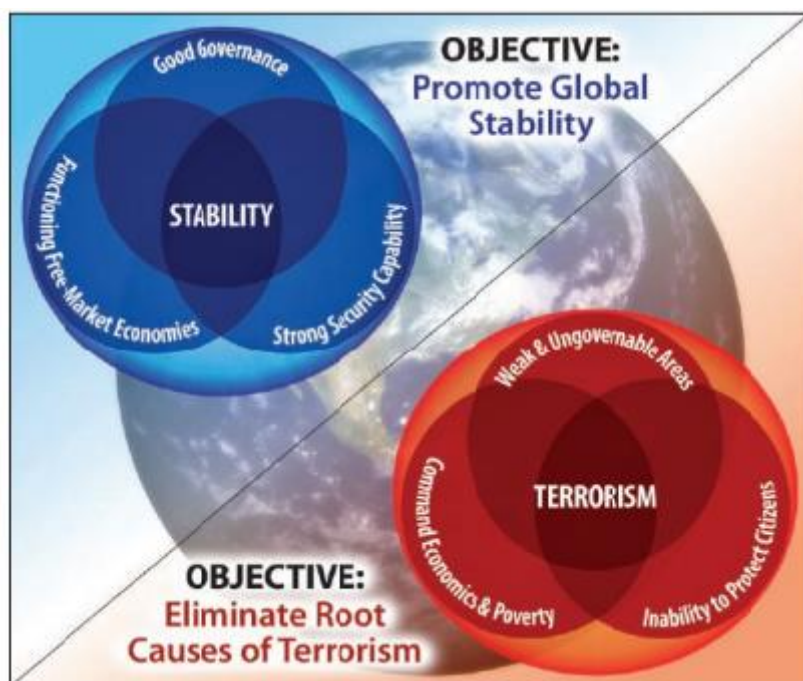 Good Governance
Functioning Free-Market Economies
STABILITY
Strong Security Capability
OBJECTIVE:
Promote Global
Stability
Weak & Ungovernable Areas
Command Economics & Poverty
TERRORISM
Inability to Protect Citizens
OBJECTIVE:
Eliminate Root
Causes of Terrorism